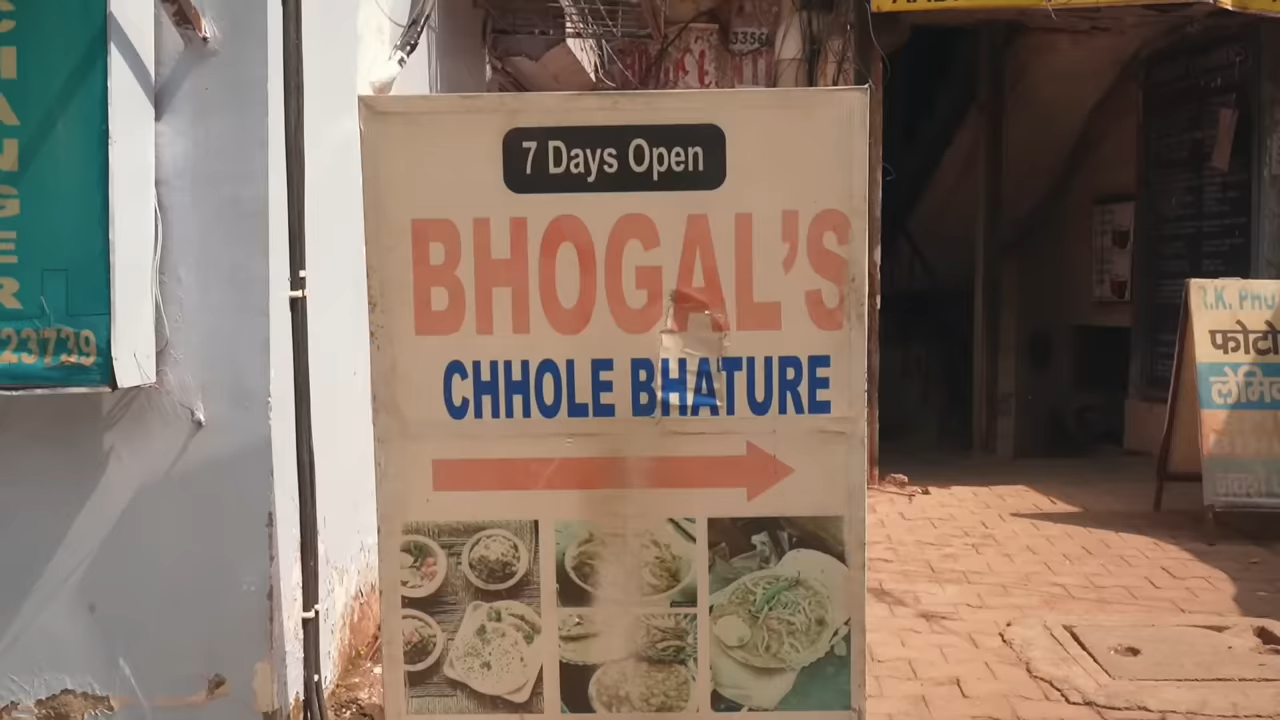 CHANGER
23739
3356
7 Days Open
BHOGAL'S
CHHOLE BHATURE
R.K. PHO
फोटो